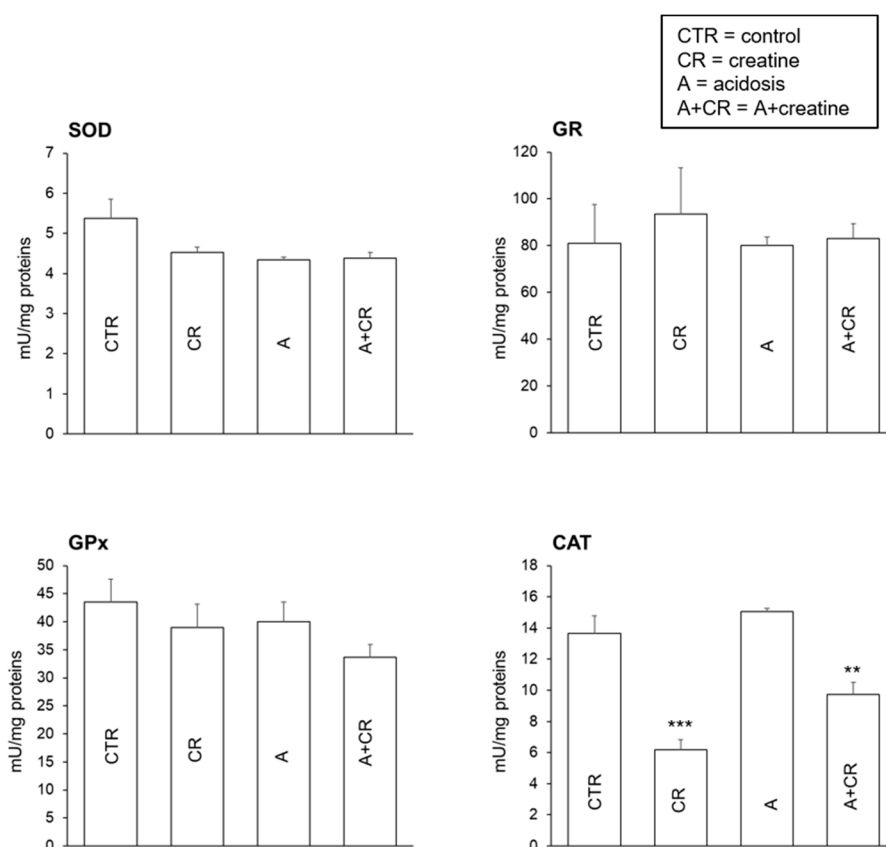 CTR = control
CR = creatine
A = acidosis
A+CR = A+creatine
SOD
7
6
5
4
3
2
1
0
mU/mg proteins
CTR
CR
A
A+CR
GR
120
100
80
60
40
20
0
mU/mg proteins
CTR
CR
A
A+CR
GPx
50
45
40
35
30
25
20
15
10
5
0
mU/mg proteins
CTR
CR
A
A+CR
CAT
18
16
14
12
10
8
6
4
2
0
mU/mg proteins
CTR
***
CR
A
**
A+CR